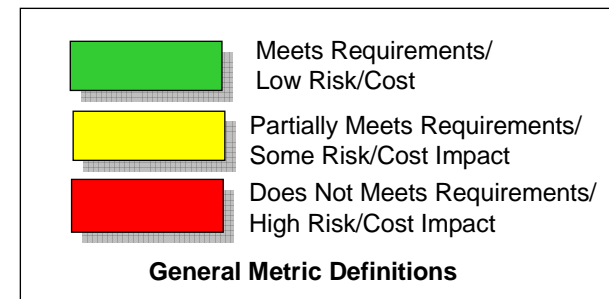 Meets Requirements/
Low Risk/Cost
Partially Meets Requirements/
Some Risk/Cost Impact
Does Not Meets Requirements/
High Risk/Cost Impact
General Metric Definitions